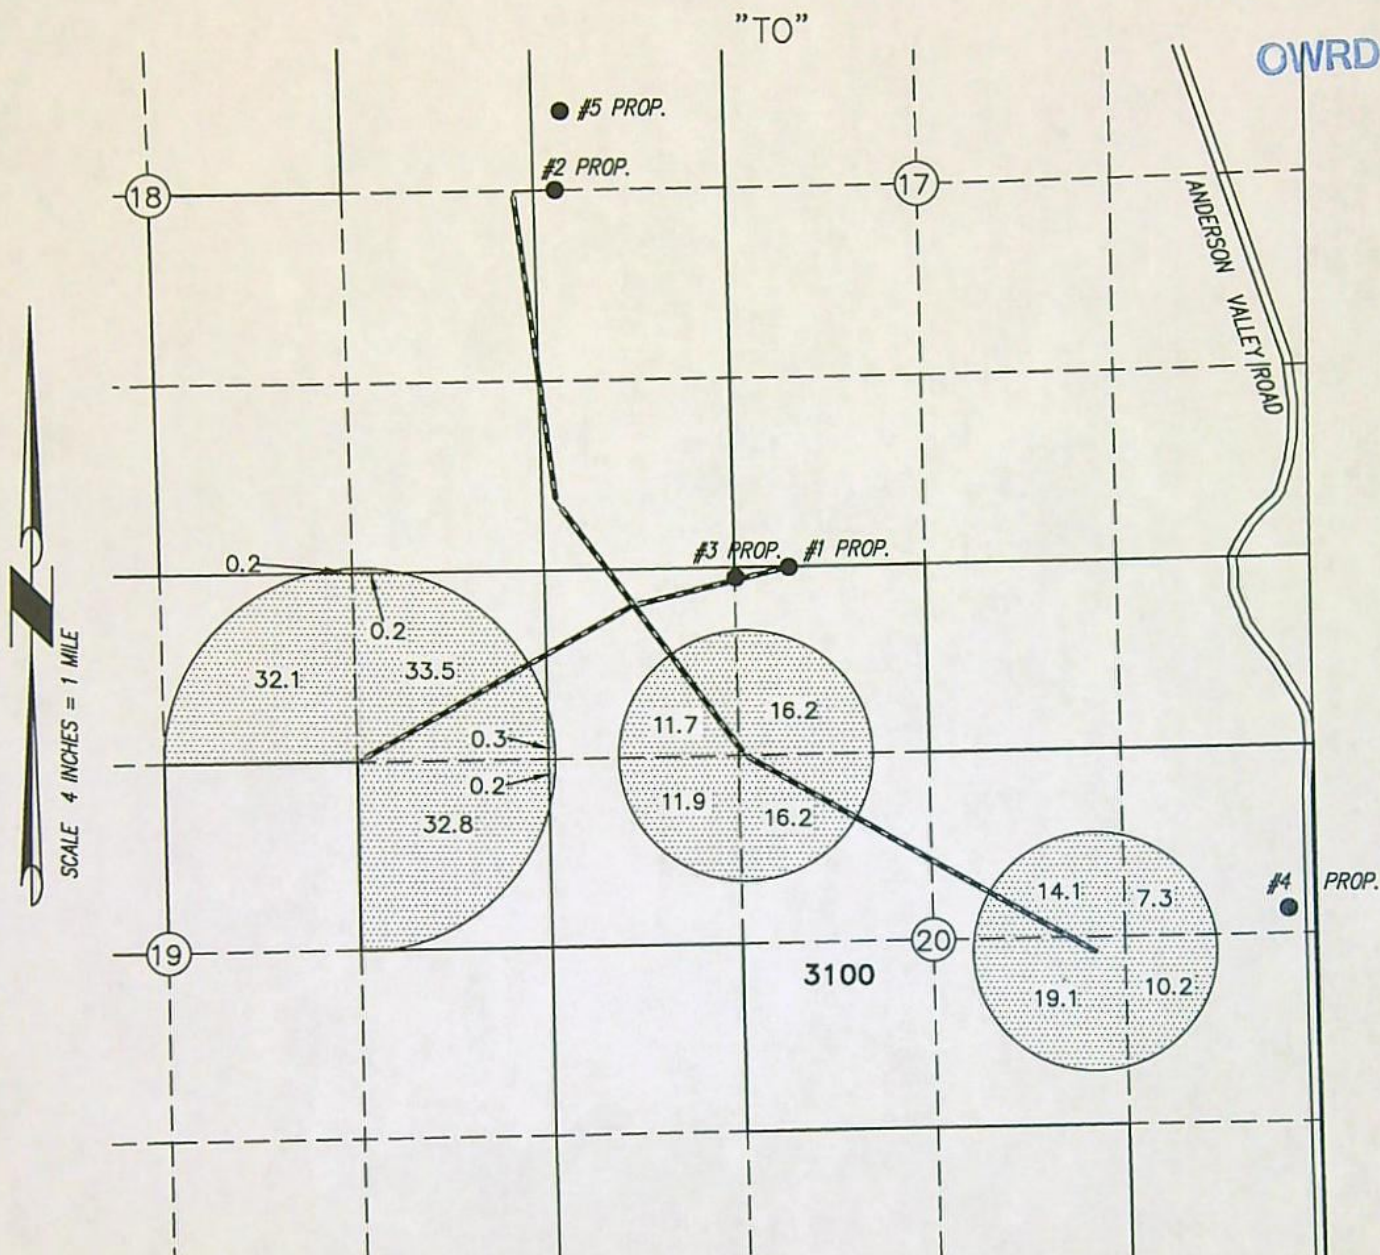 "TO"
OWRD
#5 PROP.
#2 PROP.
18
17
ANDERSON VALLEY ROAD
#3 PROP.
#1 PROP.
0.2
0.2
32.1
33.5
0.3
0.2
32.8
11.7
16.2
11.9
16.2
14.1
7.3
#4 PROP.
19.1
10.2
19
20
3100
SCALE 4 INCHES = 1 MILE